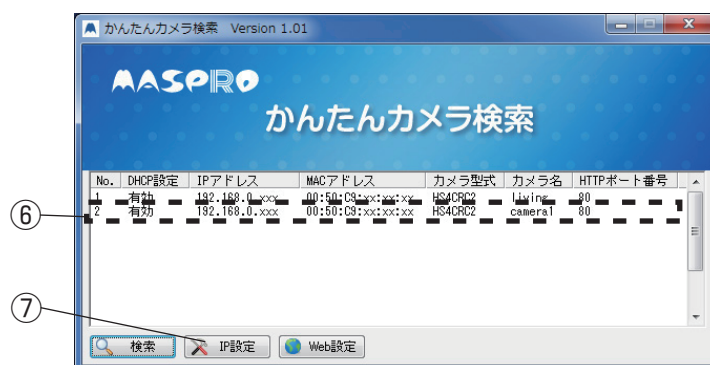 かんたんカメラ検索 Version 1.01
MASPRO
かんたんカメラ検索
No. DHCP設定 IPアドレス MACアドレス カメラ型式 カメラ名 HTTPポート番号
1 有効 192.168.0.xxx 00:50:C9:xx:xx:xx HS4CRC2 living 80
⑥
2 有効 192.168.0.xxx 00:50:C9:xx:xx:xx HS4CRC2 camera1 80
⑦
検索 IP設定 Web設定